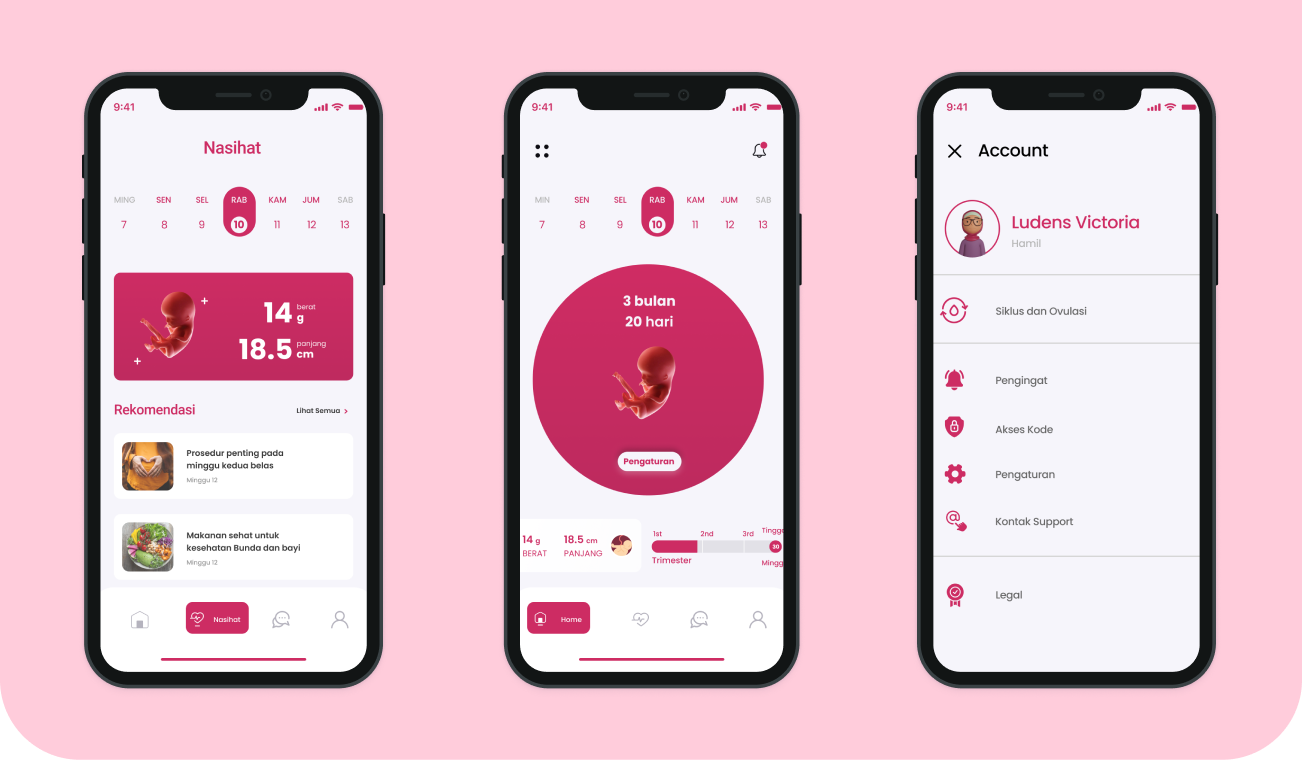 9:41
Nasihat
MING SEN SEL RAB KAM JUM SAB
7 8 9 10 11 12 13
14 berat g
18.5 panjang cm
Rekomendasi
Lihat Semua
Prosedur penting pada
minggu kedua belas
Minggu 12
Makanan sehat untuk
kesehatan Bunda dan bayi
Minggu 12
Nasihat
9:41
MIN SEN SEL RAB KAM JUM SAB
7 8 9 10 11 12 13
3 bulan
20 hari
Pengaturan
14 g
BERAT
18.5 cm
PANJANG
1st 2nd 3rd Tingg
30
Trimester
Mingg
Home
9:41
Account
Ludens Victoria
Hamil
Siklus dan Ovulasi
Pengingat
Akses Kode
Pengaturan
Kontak Support
Legal